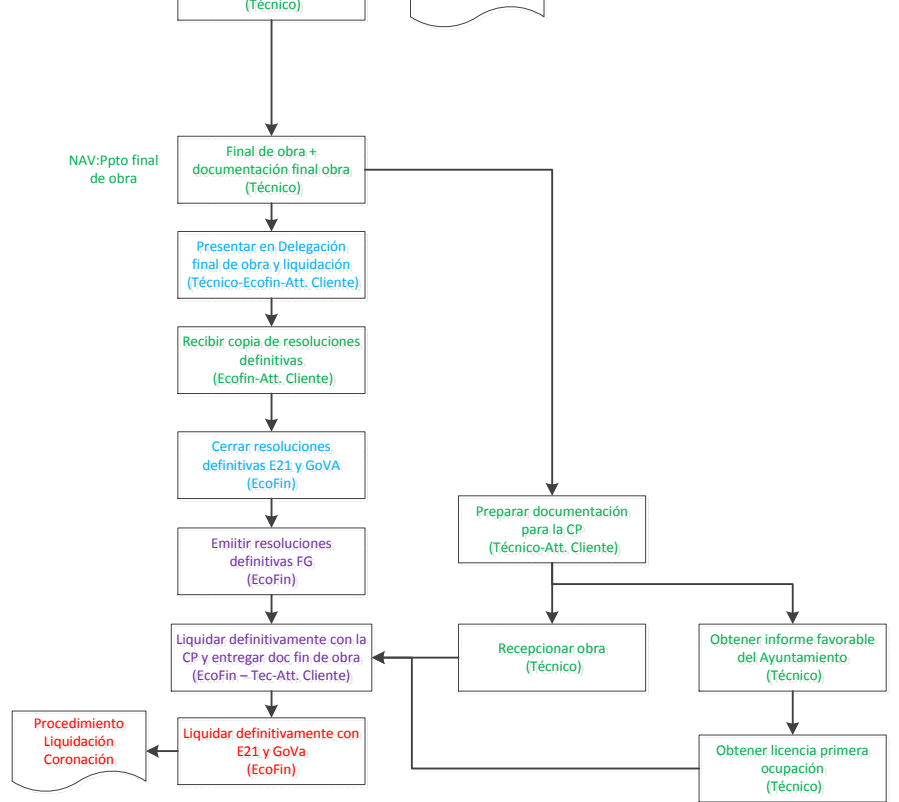 (Técnico)
NAV:Ppto final
de obra
Final de obra +
documentación final obra
(Técnico)
Presentar en Delegación
final de obra y liquidación
(Técnico-Ecofin-Att. Cliente)
Recibir copia de resoluciones
definitivas
(Ecofin-Att. Cliente)
Cerrar resoluciones
definitivas E21 y GoVA
(EcoFin)
Preparar documentación
para la CP
(Técnico-Att. Cliente)
Emiitir resoluciones
definitivas FG
(EcoFin)
Liquidar definitivamente con la
CP y entregar doc fin de obra
(EcoFin – Tec-Att. Cliente)
Recepcionar obra
(Técnico)
Obtener informe favorable
del Ayuntamiento
(Técnico)
Procedimiento
Liquidación
Coronación
Liquidar definitivamente con
E21 y GoVa
(EcoFin)
Obtener licencia primera
ocupación
(Técnico)